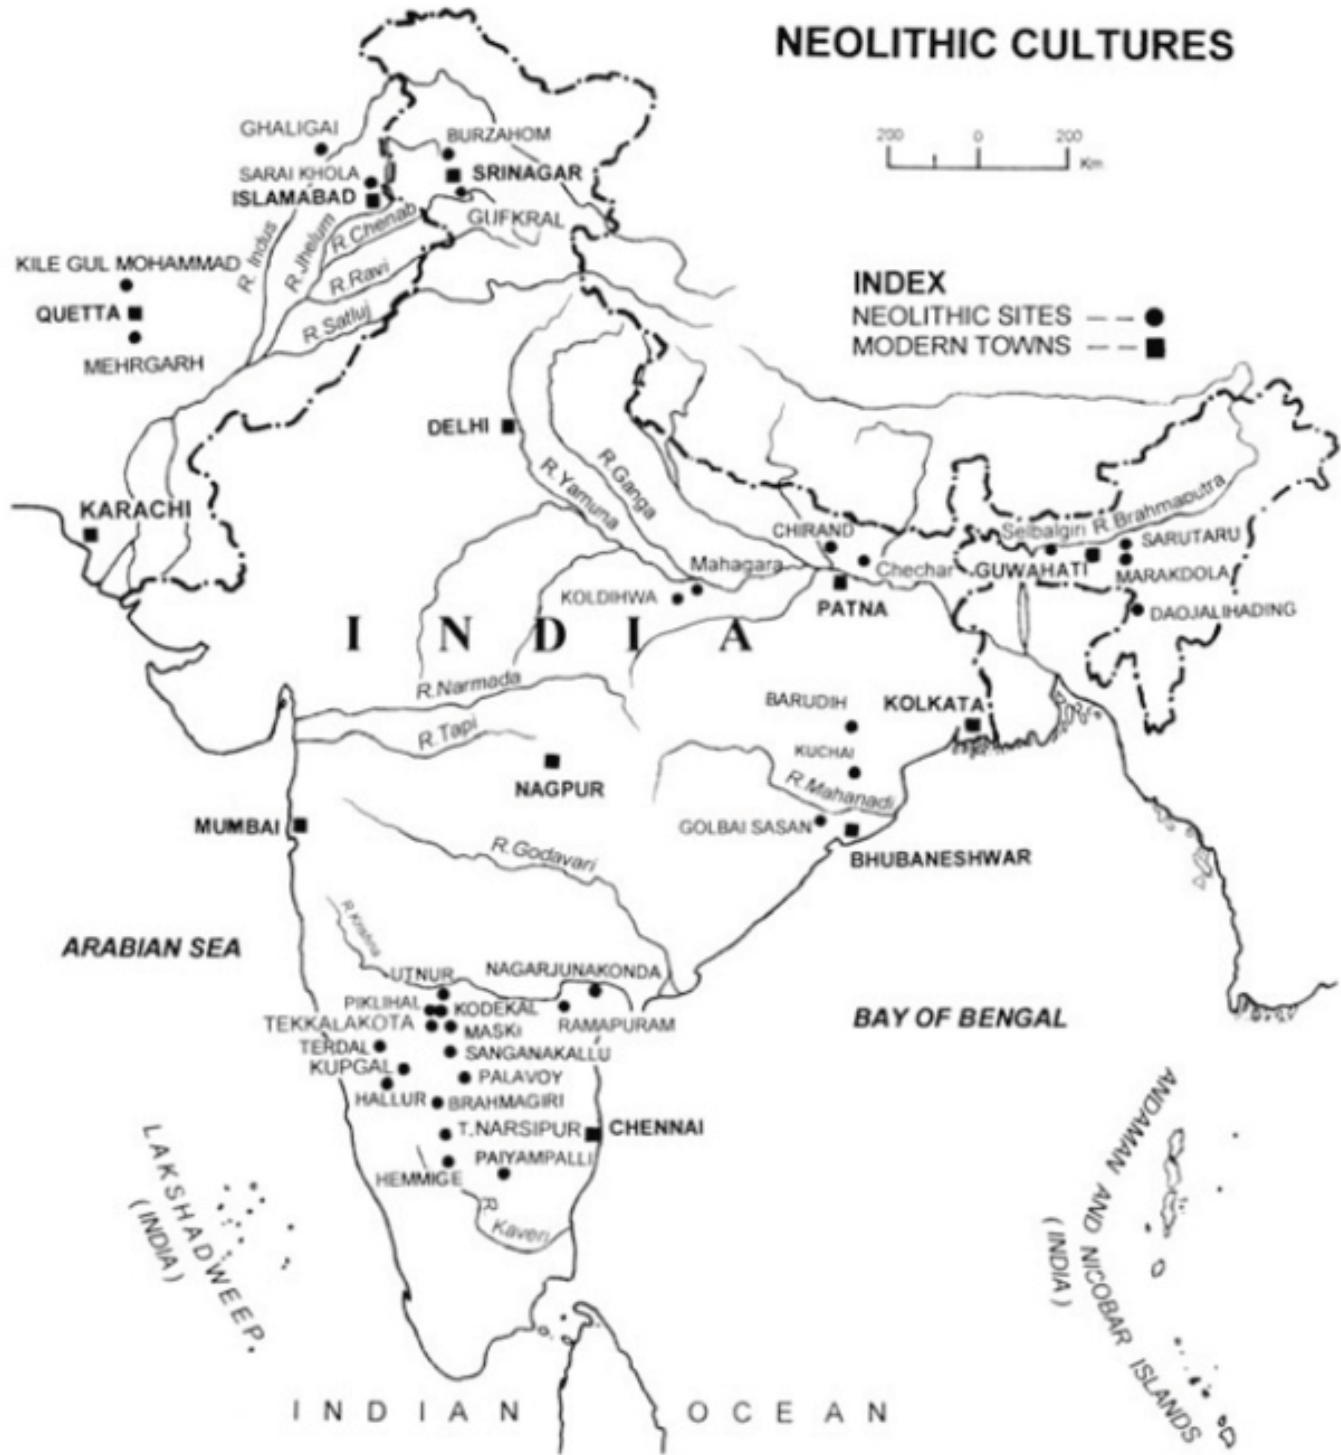 NEOLITHIC CULTURES
200 0 200
Km
GHALIGAI
BURZAHOM
SARAI KHOLA
SRINAGAR
ISLAMABAD
GUFKRAL
R. Indus
R. Jhelum
R. Chenab
R. Ravi
R. Satluj
KILE GUL MOHAMMAD
QUETTA
MEHRGARH
INDEX
NEOLITHIC SITES
MODERN TOWNS
DELHI
R. Yamuna
R. Ganga
KARACHI
CHIRAND
Selbalgiri
R. Brahmaputra
SARUTARU
Mahagara
Chechar
GUWAHATI
MARAKDOLA
KOLDIHWA
PATNA
DAOJALIHADING
INDIA
R. Narmada
BARUDIH
KOLKATA
R. Tapi
KUCHAI
NAGPUR
R. Mahanadi
MUMBAI
GOLBAI SASAN
BHUBANESHWAR
R. Godavari
R. Krishna
ARABIAN SEA
UTNUR
NAGARJUNAKONDA
PIKLIHAL
KODEKAL
TEKKALAKOTA
MASKI
RAMAPURAM
BAY OF BENGAL
TERDAL
SANGANAKALLU
KUPGAL
PALAVOY
HALLUR
BRAHMAGIRI
T.NARSIPUR
CHENNAI
PAIYAMPALLI
HEMMIGE
R. Kaveri
LAKSHADWEEP
(INDIA)
ANDAMAN AND NICOBAR ISLANDS
(INDIA)
INDIAN OCEAN